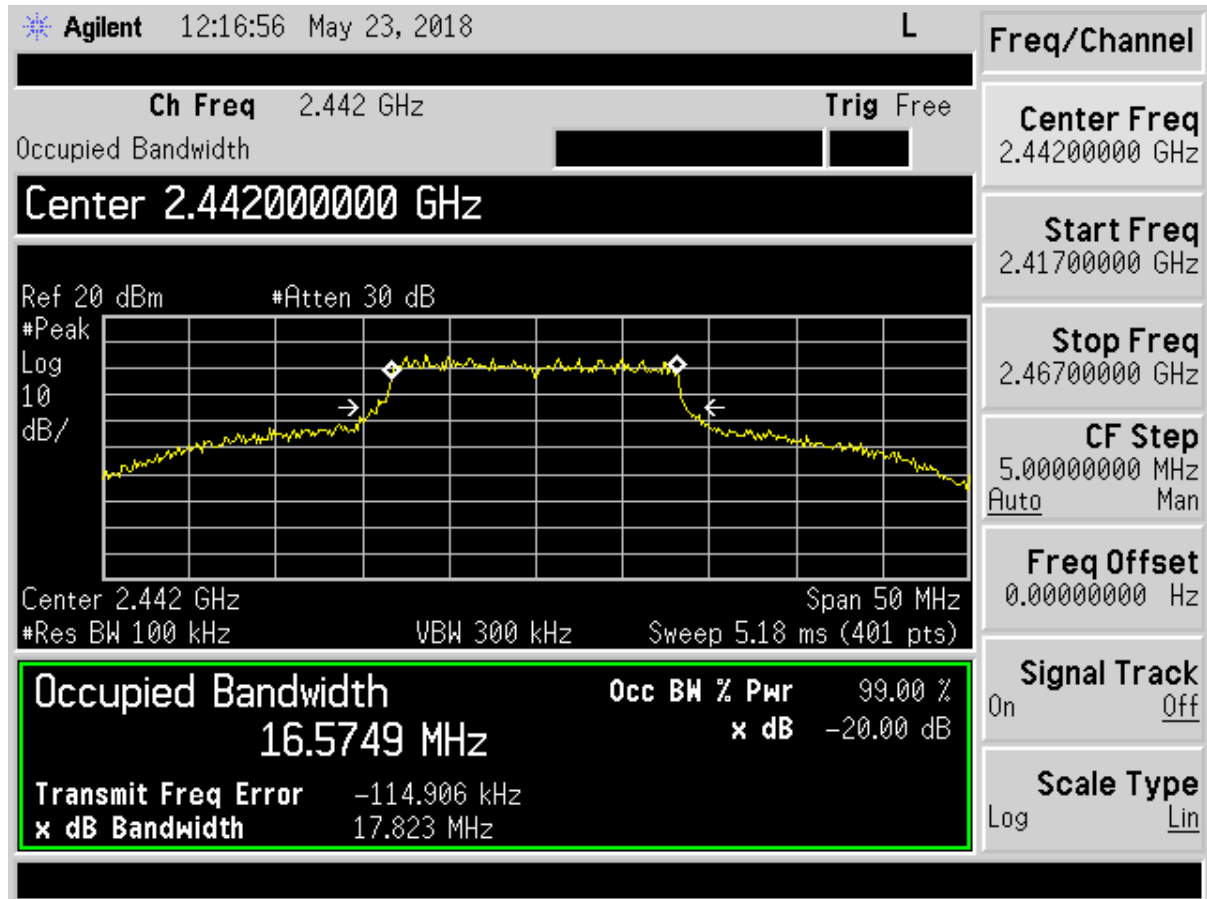 Agilent 12:16:56 May 23, 2018 L
Ch Freq 2.442 GHz Trig Free
Occupied Bandwidth
Center 2.442000000 GHz
Ref 20 dBm #Atten 30 dB
#Peak
Log
10
dB/
Center 2.442 GHz Span 50 MHz
#Res BW 100 kHz VBW 300 kHz Sweep 5.18 ms (401 pts)
Occupied Bandwidth Occ BW % Pwr 99.00 %
16.5749 MHz x dB -20.00 dB
Transmit Freq Error -114.906 kHz
x dB Bandwidth 17.823 MHz
Freq/Channel
Center Freq
2.44200000 GHz
Start Freq
2.41700000 GHz
Stop Freq
2.46700000 GHz
CF Step
5.00000000 MHz
Auto Man
Freq Offset
0.00000000 Hz
Signal Track
On Off
Scale Type
Log Lin